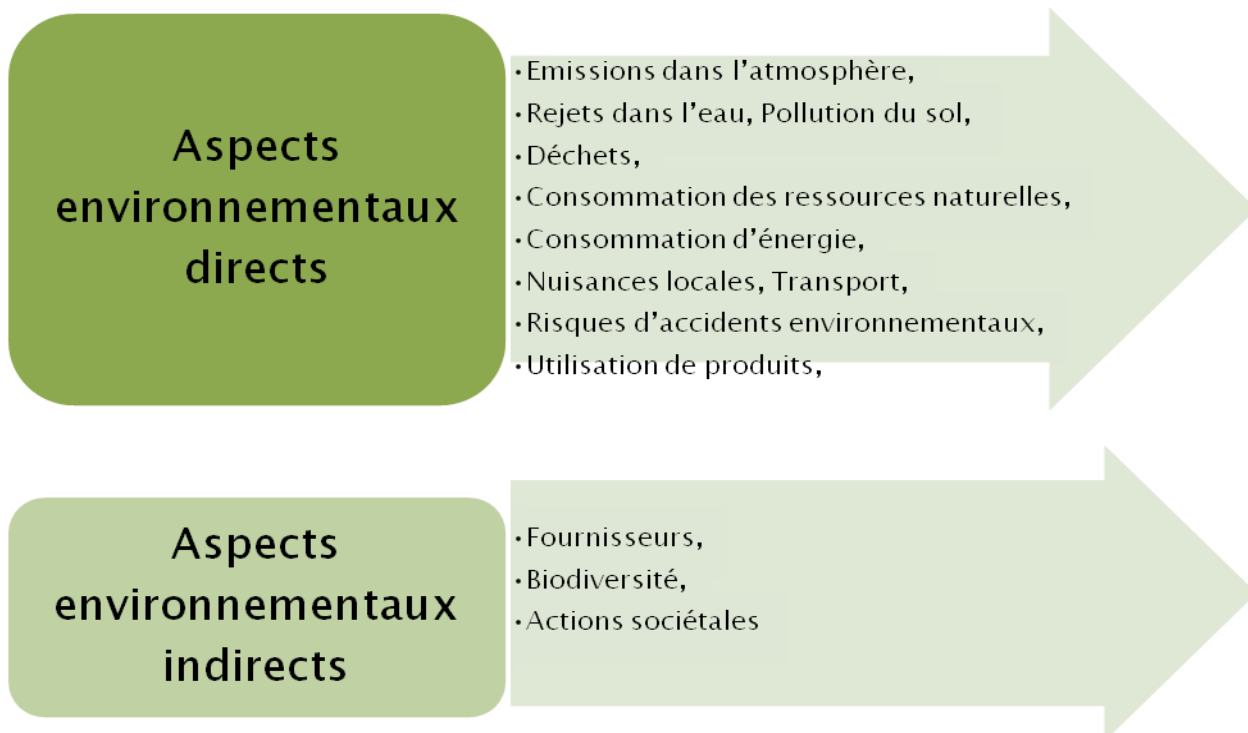 Aspects
environnementaux
directs
·Emissions dans l’atmosphère,
·Rejets dans l’eau, Pollution du sol,
·Déchets,
·Consommation des ressources naturelles,
·Consommation d’énergie,
·Nuisances locales, Transport,
·Risques d’accidents environnementaux,
·Utilisation de produits,
Aspects
environnementaux
indirects
·Fournisseurs,
·Biodiversité,
·Actions sociétales